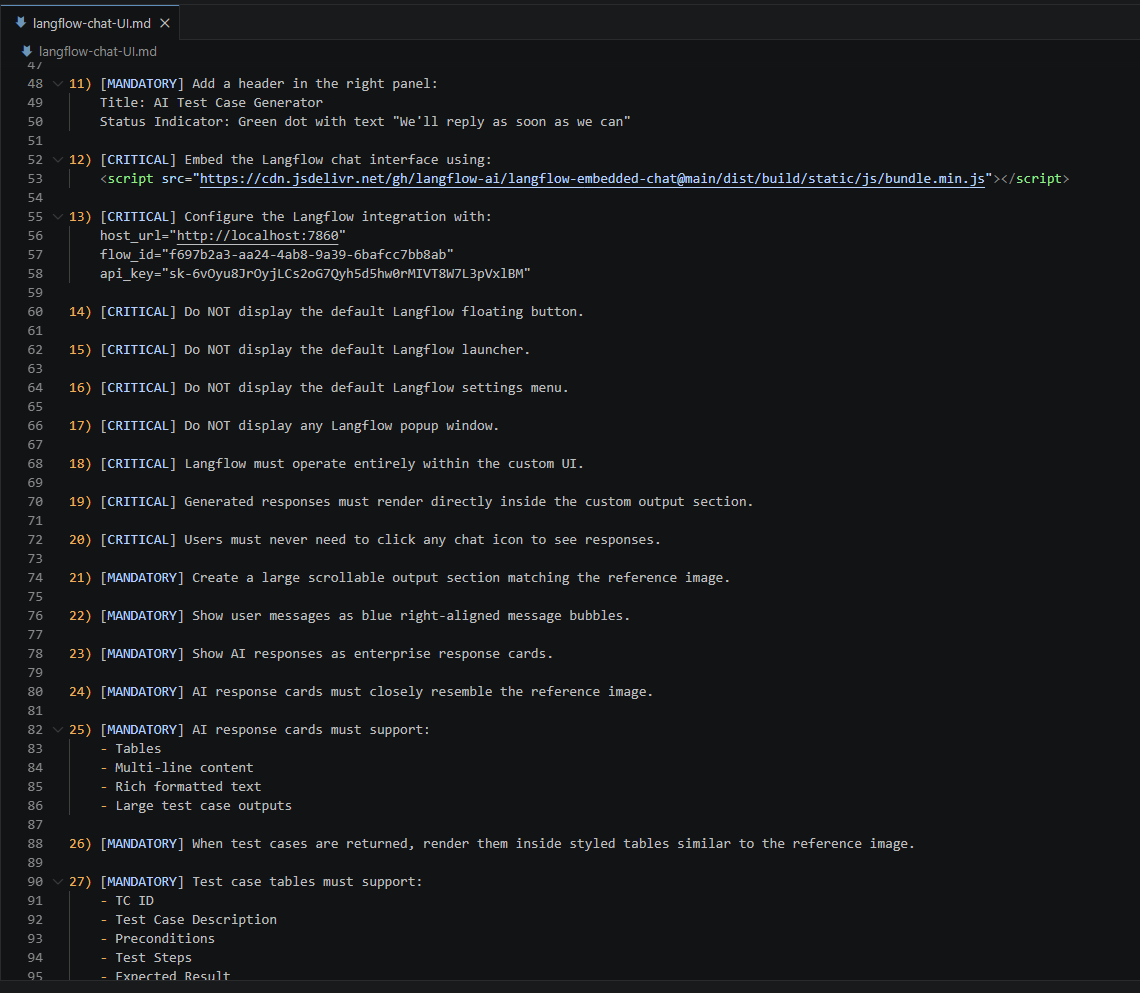 langflow-chat-UI.md
langflow-chat-UI.md
47
48 11) [MANDATORY] Add a header in the right panel:
49 Title: AI Test Case Generator
50 Status Indicator: Green dot with text "We'll reply as soon as we can"
51
52 12) [CRITICAL] Embed the Langflow chat interface using:
53 <script src="https://cdn.jsdelivr.net/gh/langflow-ai/langflow-embedded-chat@main/dist/build/static/js/bundle.min.js"></script>
54
55 13) [CRITICAL] Configure the Langflow integration with:
56 host_url="http://localhost:7860"
57 flow_id="f697b2a3-aa24-4ab8-9a39-6bafcc7bb8ab"
58 api_key="sk-6vOyu8JrOyjLCs2oG7Qyh5d5hw0rMIVT8W7L3pVxlBM"
59
60 14) [CRITICAL] Do NOT display the default Langflow floating button.
61
62 15) [CRITICAL] Do NOT display the default Langflow launcher.
63
64 16) [CRITICAL] Do NOT display the default Langflow settings menu.
65
66 17) [CRITICAL] Do NOT display any Langflow popup window.
67
68 18) [CRITICAL] Langflow must operate entirely within the custom UI.
69
70 19) [CRITICAL] Generated responses must render directly inside the custom output section.
71
72 20) [CRITICAL] Users must never need to click any chat icon to see responses.
73
74 21) [MANDATORY] Create a large scrollable output section matching the reference image.
75
76 22) [MANDATORY] Show user messages as blue right-aligned message bubbles.
77
78 23) [MANDATORY] Show AI responses as enterprise response cards.
79
80 24) [MANDATORY] AI response cards must closely resemble the reference image.
81
82 25) [MANDATORY] AI response cards must support:
83 - Tables
84 - Multi-line content
85 - Rich formatted text
86 - Large test case outputs
87
88 26) [MANDATORY] When test cases are returned, render them inside styled tables similar to the reference image.
89
90 27) [MANDATORY] Test case tables must support:
91 - TC ID
92 - Test Case Description
93 - Preconditions
94 - Test Steps
95 - Expected Result